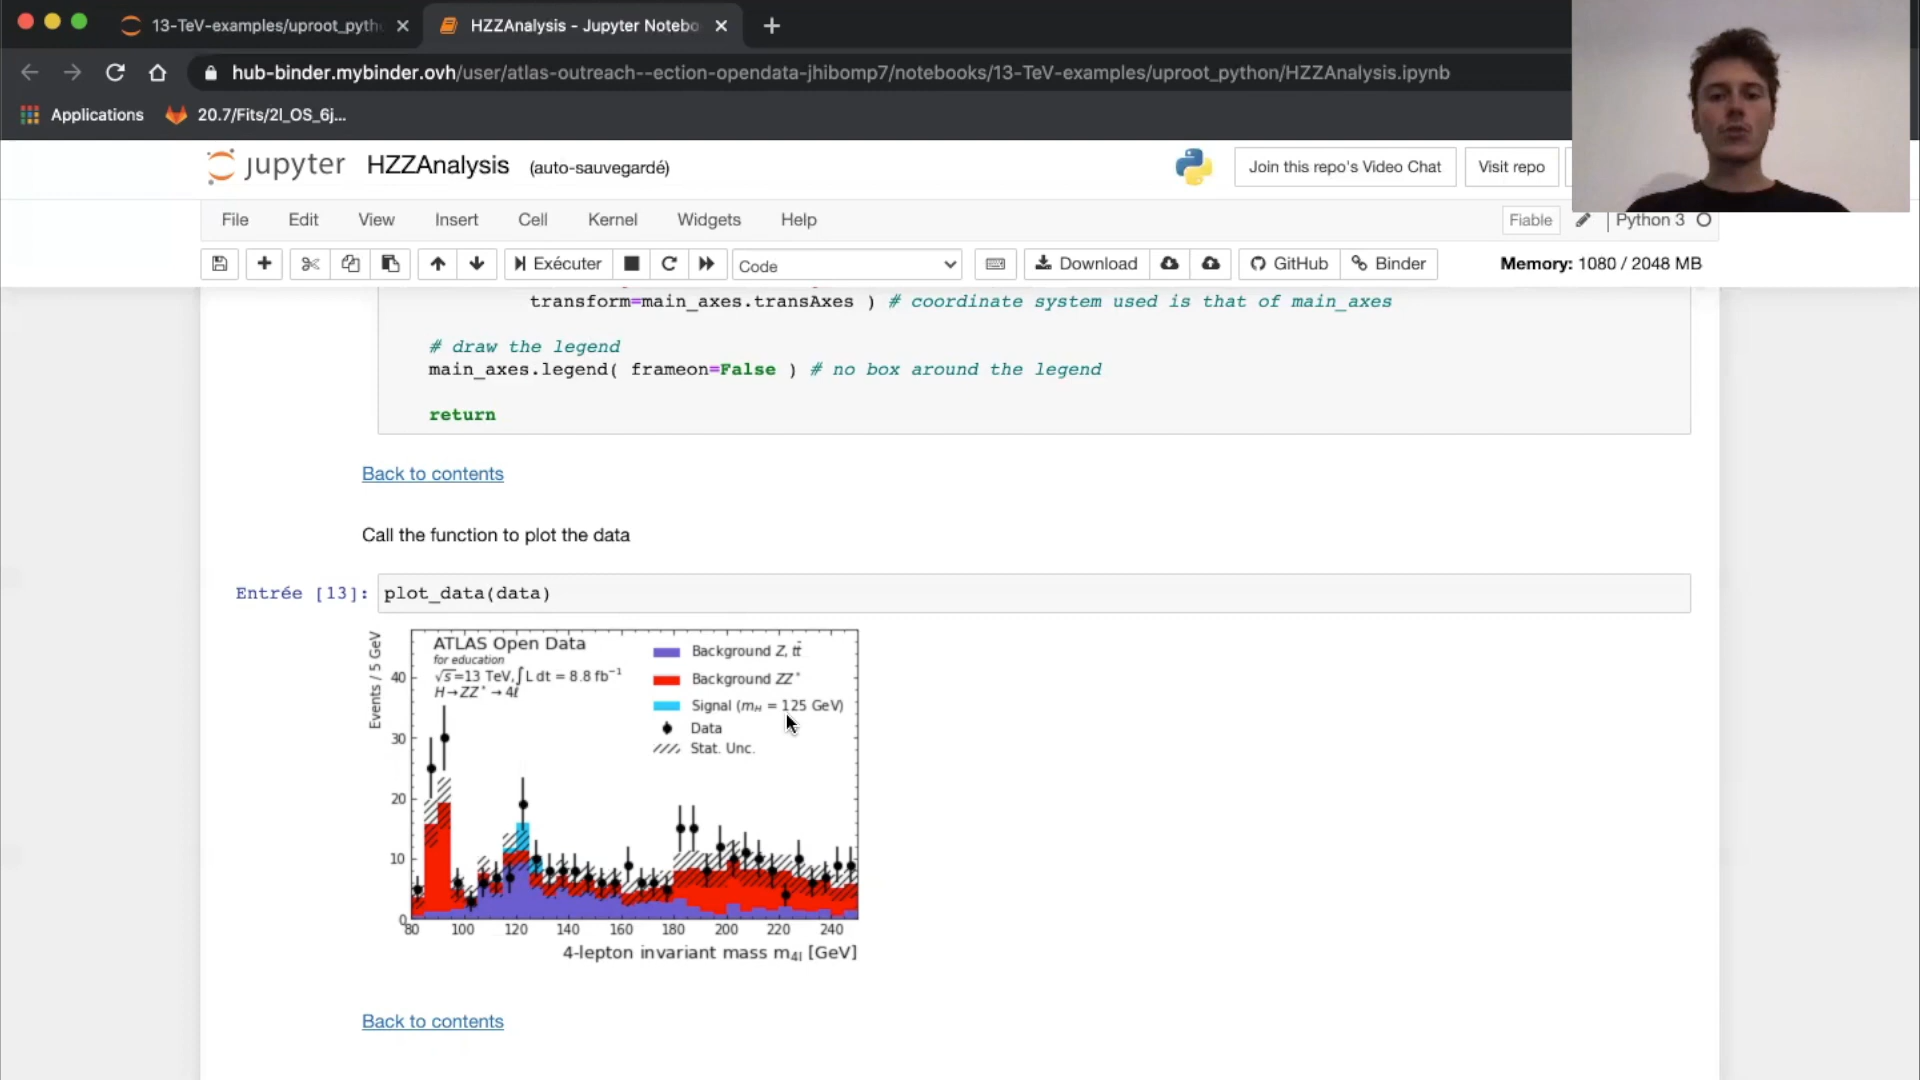 13-TeV-examples/uproot_pyth
HZZAnalysis - Jupyter Notebo
hub-binder.mybinder.ovh/user/atlas-outreach--ection-opendata-jhibomp7/notebooks/13-TeV-examples/uproot_python/HZZAnalysis.ipynb
Applications
20.7/Fits/2l_OS_6j...
jupyter HZZAnalysis (auto-sauvegardé)
Join this repo's Video Chat
Visit repo
File Edit View Insert Cell Kernel Widgets Help
Fiable
Python 3
Exécuter
Code
Download
GitHub
Binder
Memory: 1080 / 2048 MB
transform=main_axes.transAxes ) # coordinate system used is that of main_axes
# draw the legend
main_axes.legend( frameon=False ) # no box around the legend
return
Back to contents
Call the function to plot the data
Entrée [13]: plot_data(data)
Events / 5 GeV
ATLAS Open Data
for education
√s=13 TeV,∫L dt = 8.8 fb⁻¹
H→ZZ* → 4ℓ
Background Z, tt̄
Background ZZ*
Signal (mH = 125 GeV)
Data
Stat. Unc.
40
30
20
10
0
80 100 120 140 160 180 200 220 240
4-lepton invariant mass m4l [GeV]
Back to contents